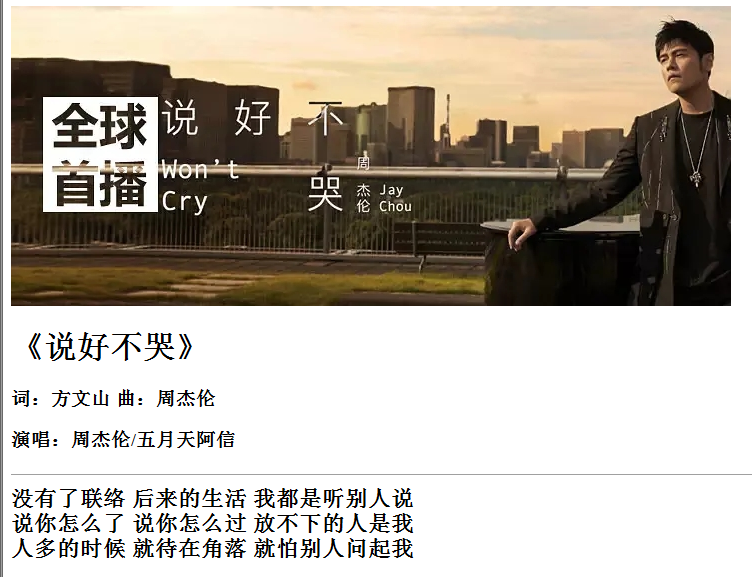 全球
首播
说好不
哭
Won't
Cry
周
杰
伦
Jay
Chou
《说好不哭》
词：方文山 曲：周杰伦
演唱：周杰伦/五月天阿信
没有了联络 后来的生活 我都是听别人说
说你怎么了 说你怎么过 放不下的人是我
人多的时候 就待在角落 就怕别人问起我